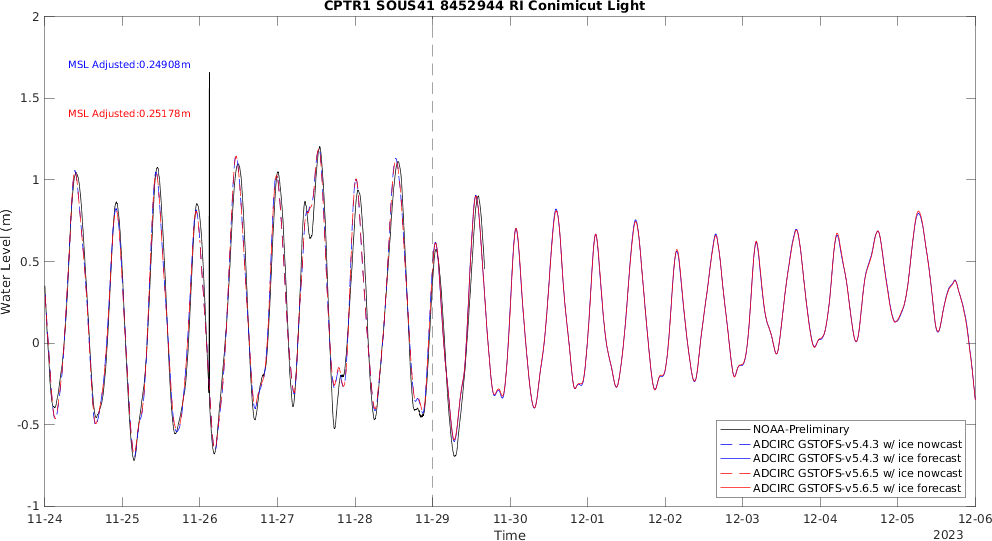 CPTR1 SOUS41 8452944 RI Conimicut Light
MSL Adjusted:0.24908m
MSL Adjusted:0.25178m
Water Level (m)
2
1.5
1
0.5
0
-0.5
-1
NOAA-Preliminary
ADCIRC GSTOFS-v5.4.3 w/ ice nowcast
ADCIRC GSTOFS-v5.4.3 w/ ice forecast
ADCIRC GSTOFS-v5.6.5 w/ ice nowcast
ADCIRC GSTOFS-v5.6.5 w/ ice forecast
11-24 11-25 11-26 11-27 11-28 11-29 11-30 12-01 12-02 12-03 12-04 12-05 12-06
Time
2023